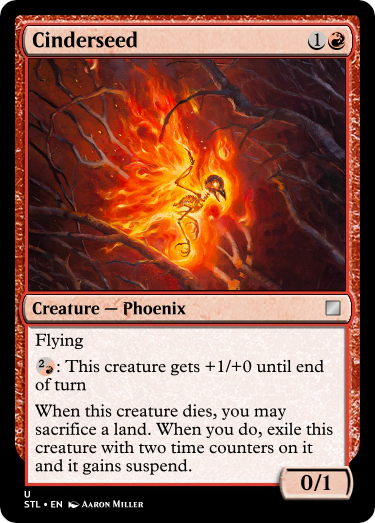 Cinderseed 1
Creature — Phoenix
Flying
2: This creature gets +1/+0 until end
of turn
When this creature dies, you may
sacrifice a land. When you do, exile this
creature with two time counters on it
and it gains suspend.
0/1
U
STL • EN Aaron Miller